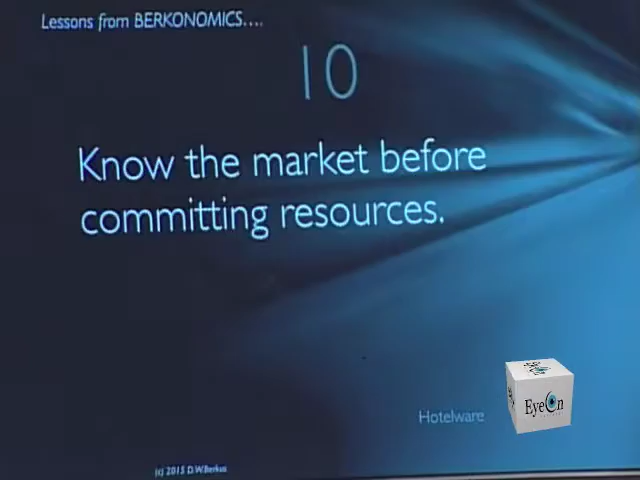 Lessons from BERKONOMICS....
10
Know the market before
committing resources.
Hotelware
EyeOn
(c) 2015 D.W.Berkus